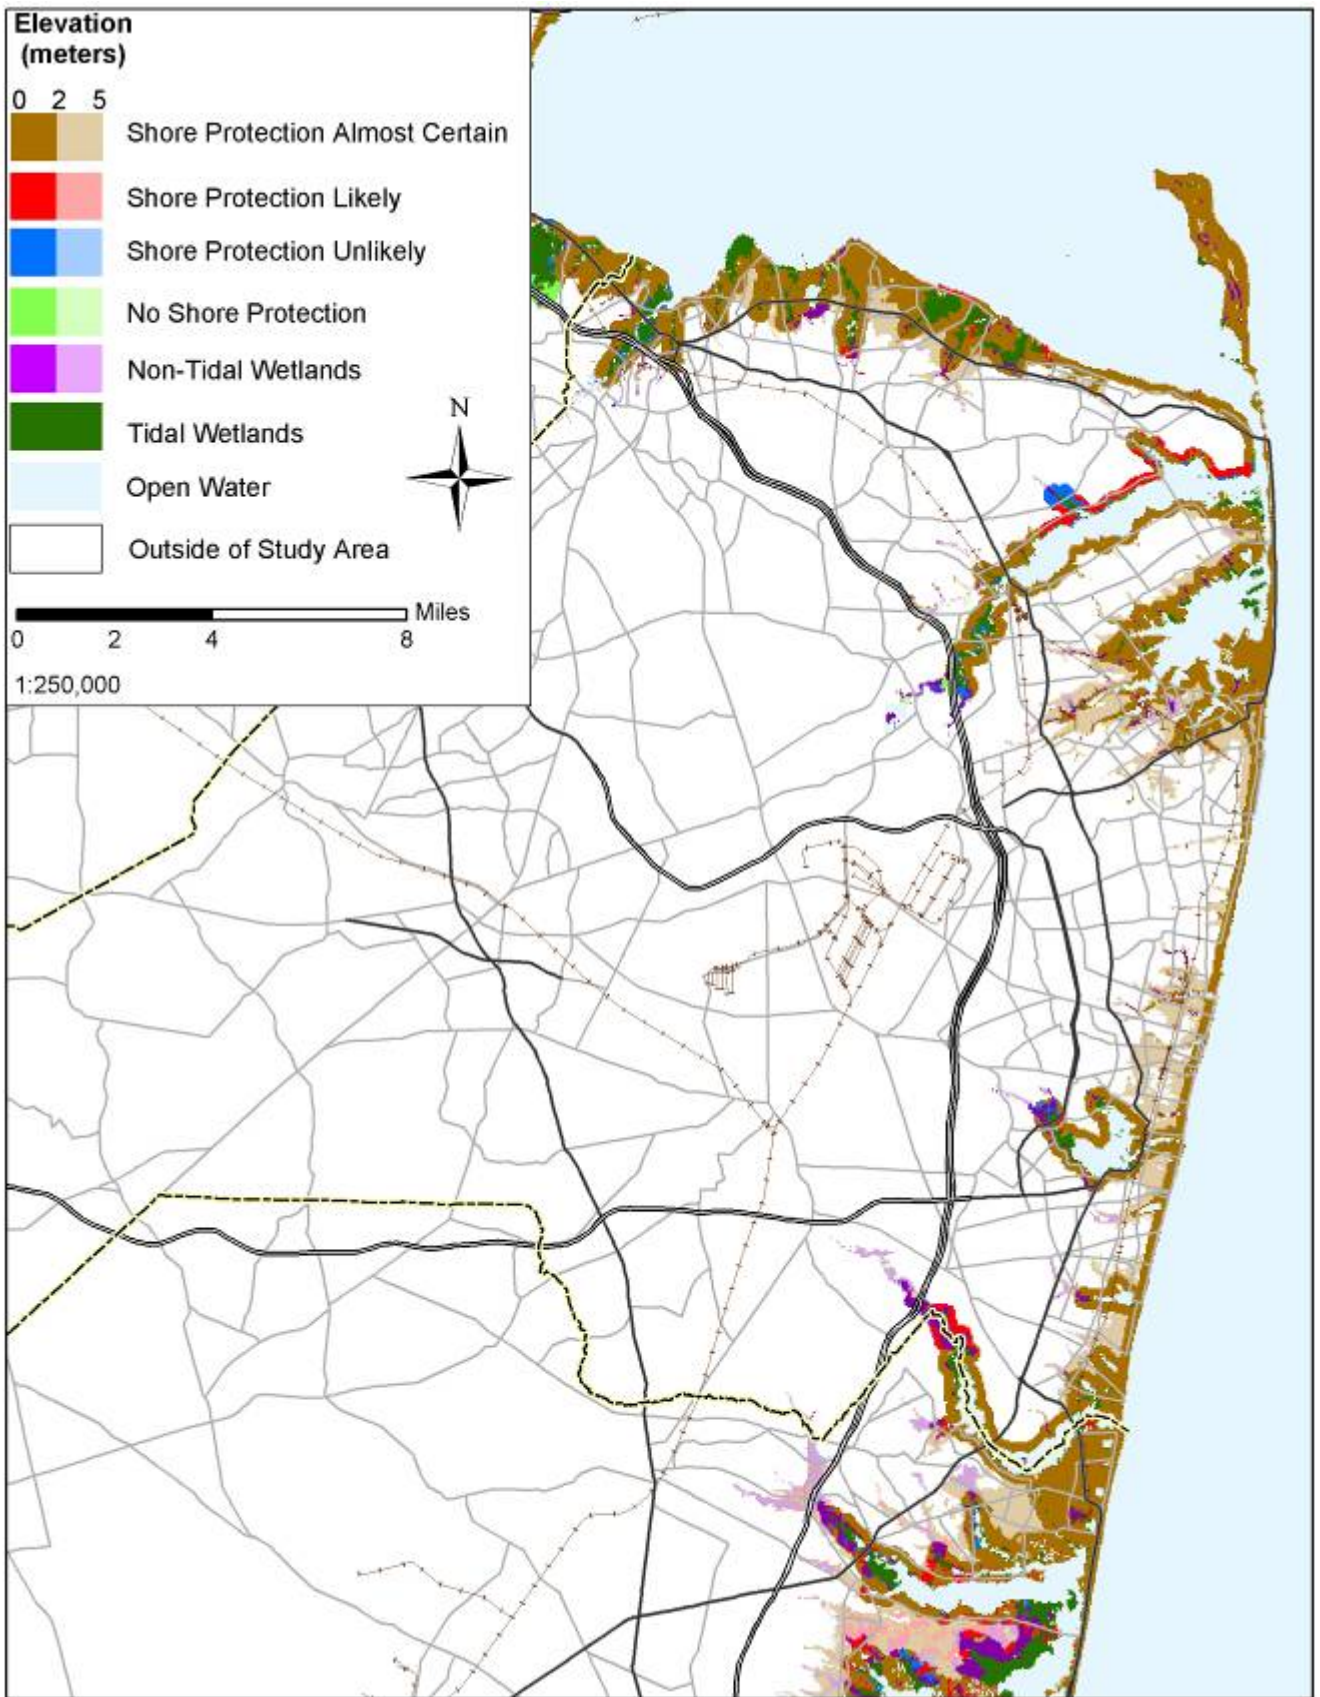 Elevation
(meters)
0 2 5
Shore Protection Almost Certain
Shore Protection Likely
Shore Protection Unlikely
No Shore Protection
Non-Tidal Wetlands
N
Tidal Wetlands
Open Water
Outside of Study Area
Miles
0 2 4 8
1:250,000